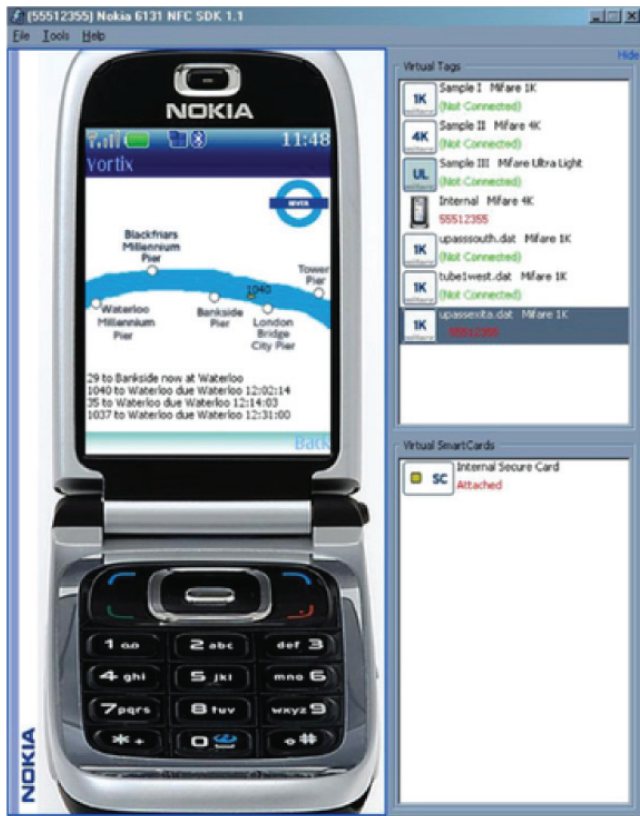 (55512355) Nokia 6131 NFC SDK 1.1
File Tools Help
Hide
NOKIA
11:48
Vortix
RIVER
Blackfriars
Millennium
Pier
Tower
Pier
1040
Waterloo
Millennium
Pier
Bankside
Pier
London
Bridge
City Pier
29 to Bankside now at Waterloo
1040 to Waterloo due Waterloo 12:02:14
35 to Waterloo due Waterloo 12:14:03
1037 to Waterloo due Waterloo 12:31:00
Back
1
2 abc
def 3
4 ghi
5 jkl
mno 6
7pqrs
8 tuv
wxyz 9
* +
0
#
NOKIA
Virtual Tags
1K
Sample I Mifare 1K
(Not Connected)
4K
Sample II Mifare 4K
(Not Connected)
UL
Sample III Mifare Ultra Light
(Not Connected)
Internal Mifare 4K
55512355
1K
upasssouth.dat Mifare 1K
(Not Connected)
1K
tube1west.dat Mifare 1K
(Not Connected)
1K
upassexita.dat Mifare 1K
55512355
Virtual SmartCards
SC
Internal Secure Card
Attached